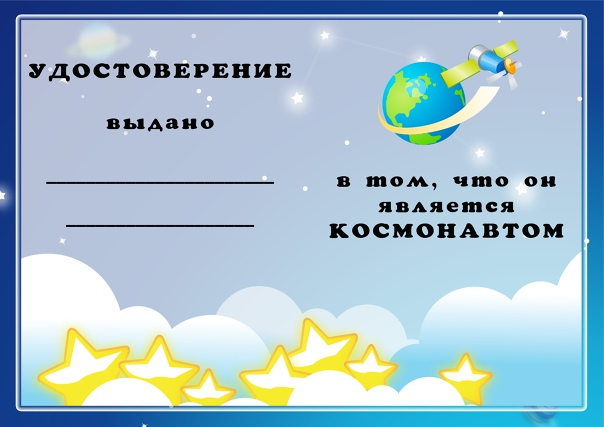 УДОСТОВЕРЕНИЕ
выдано
в том, что он
является
КОСМОНАВТОМ